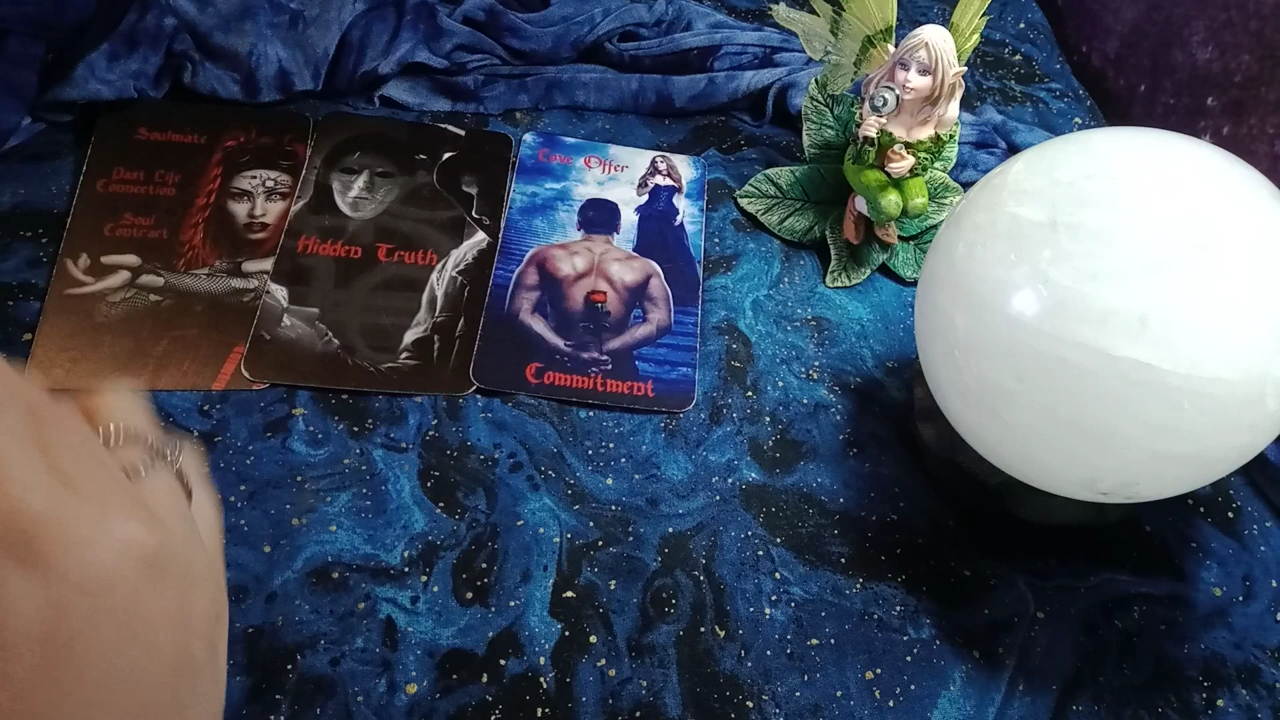 Soulmate
Past Life
Connection
Soul
Contract
Hidden Truth
Love Offer
Commitment